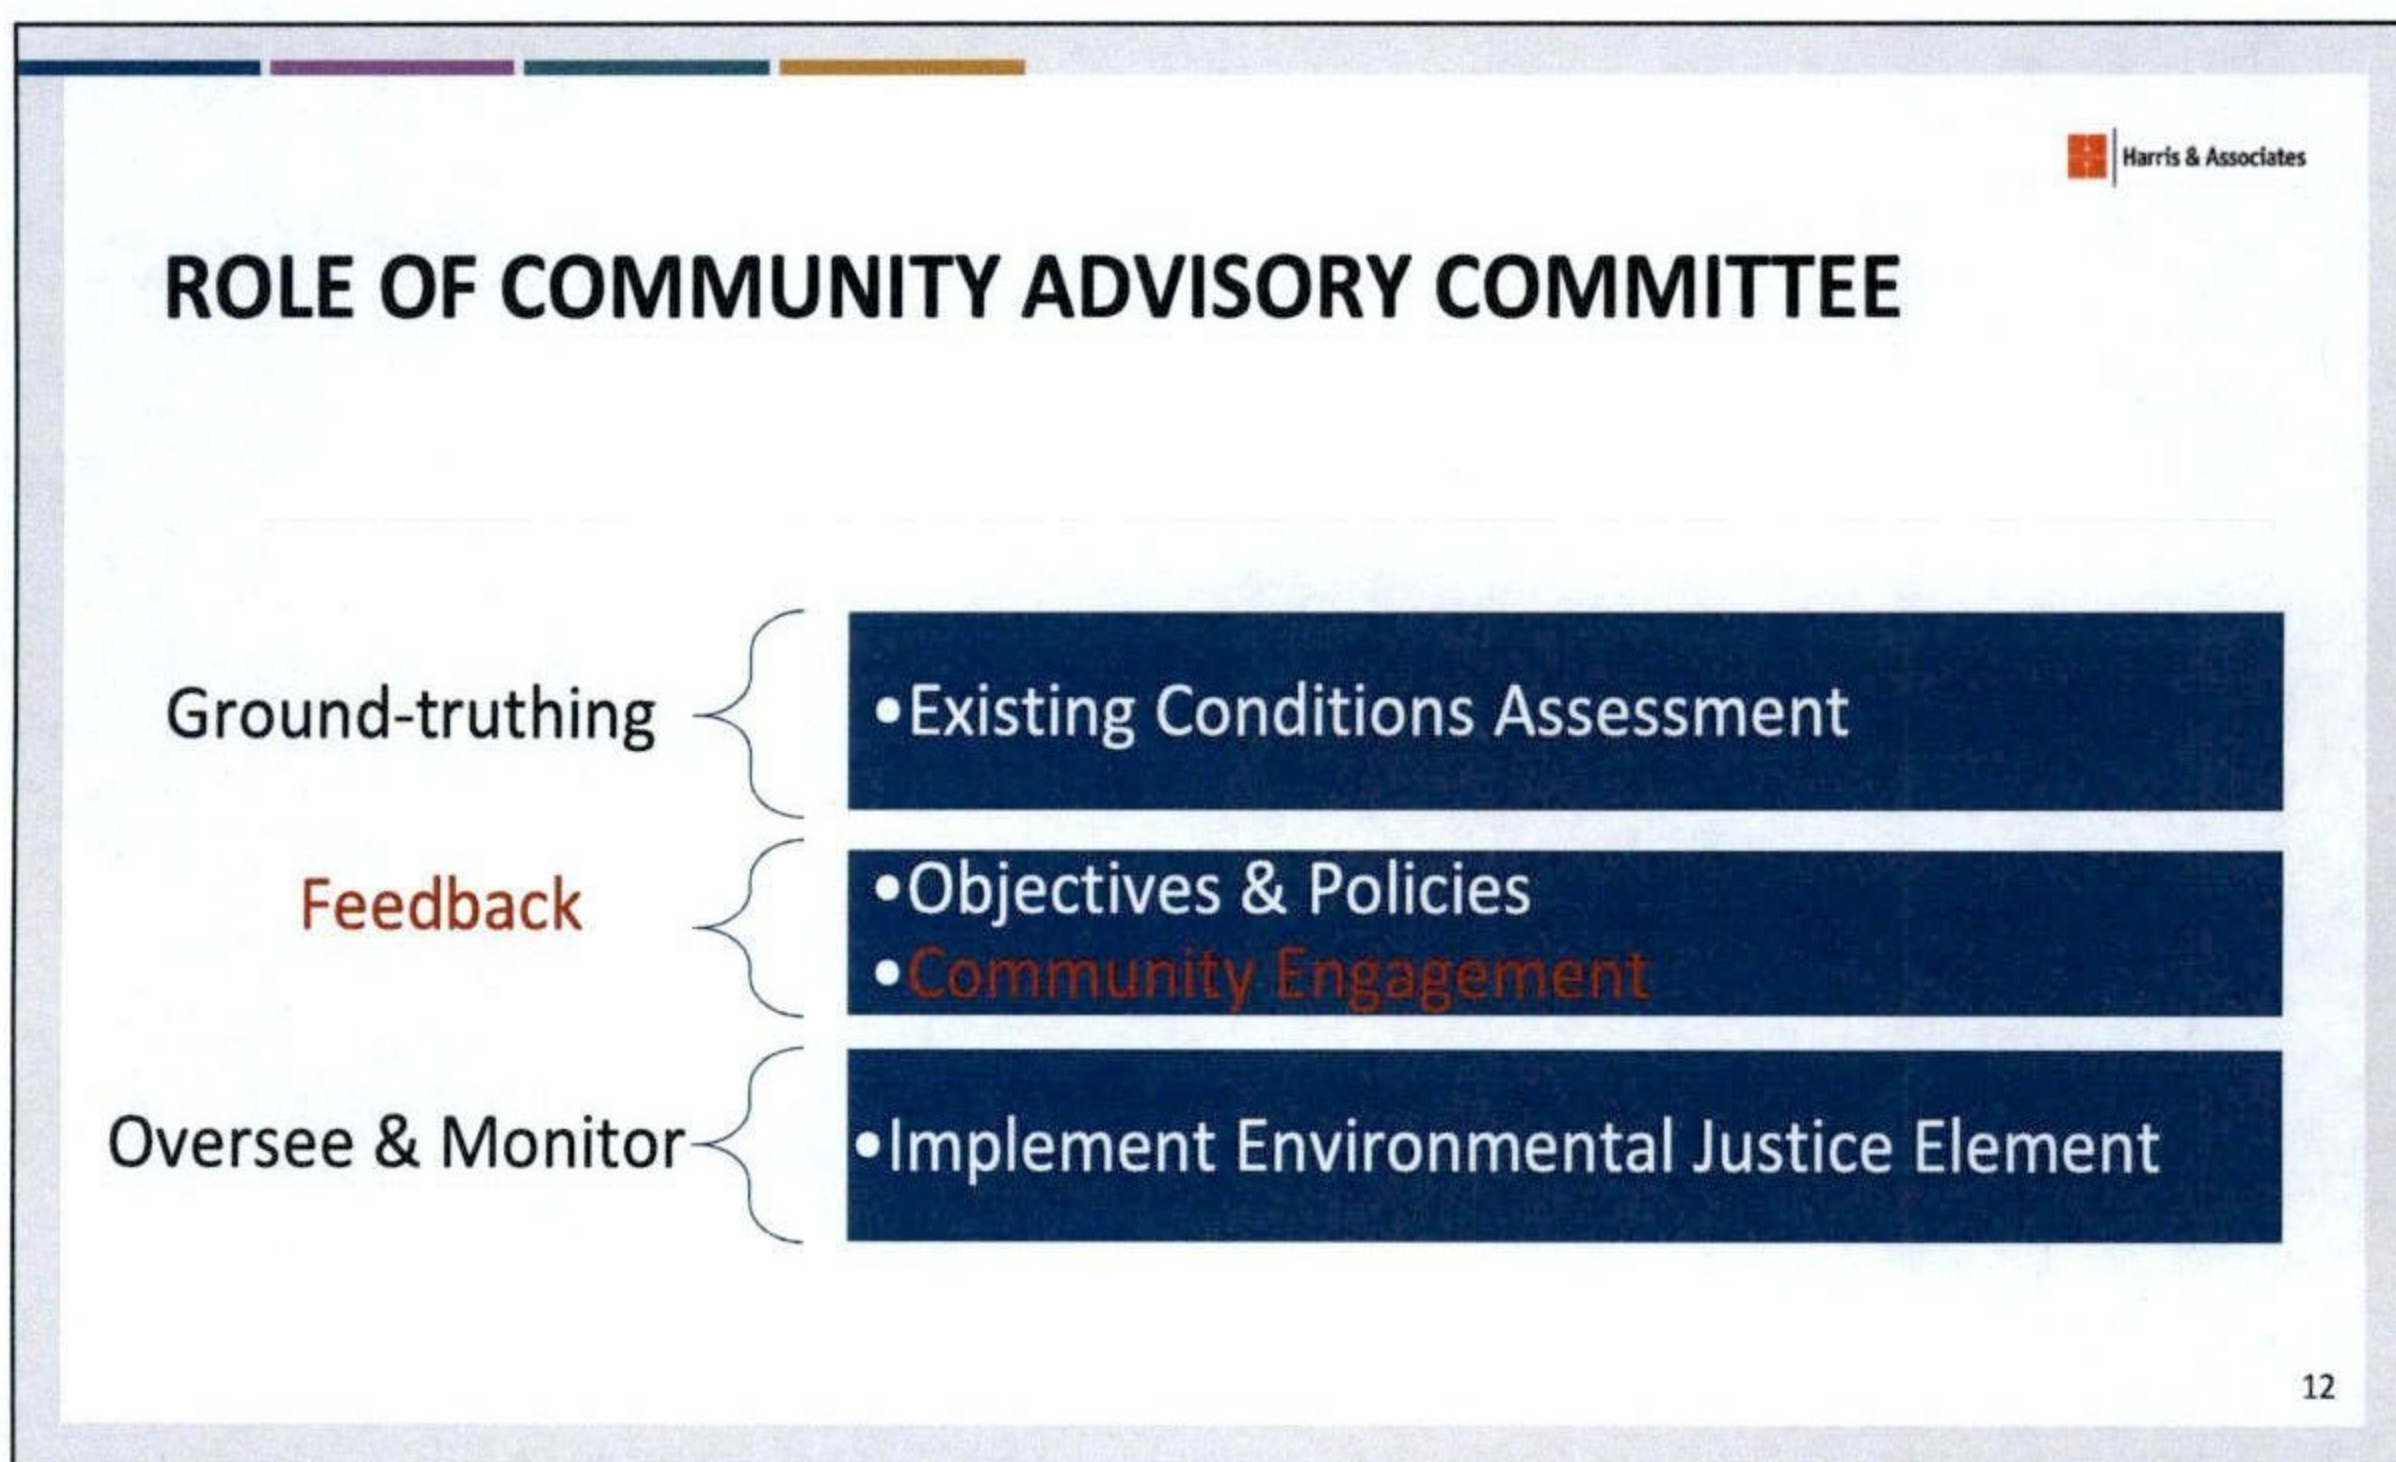 Harris & Associates
ROLE OF COMMUNITY ADVISORY COMMITTEE
Ground-truthing
•Existing Conditions Assessment
Feedback
•Objectives & Policies
•Community Engagement
Oversee & Monitor
•Implement Environmental Justice Element
12